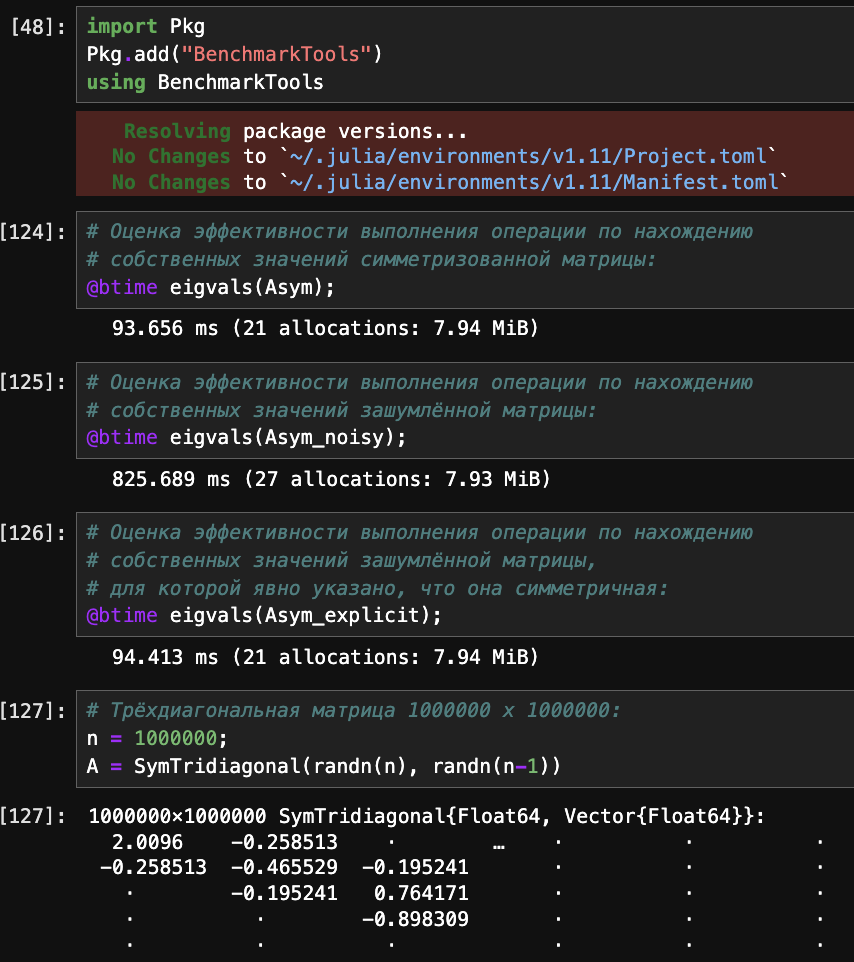 [48]: import Pkg
Pkg.add("BenchmarkTools")
using BenchmarkTools
Resolving package versions...
No Changes to `~/.julia/environments/v1.11/Project.toml`
No Changes to `~/.julia/environments/v1.11/Manifest.toml`
[124]: # Оценка эффективности выполнения операции по нахождению
# собственных значений симметризованной матрицы:
@btime eigvals(Asym);
93.656 ms (21 allocations: 7.94 MiB)
[125]: # Оценка эффективности выполнения операции по нахождению
# собственных значений зашумлённой матрицы:
@btime eigvals(Asym_noisy);
825.689 ms (27 allocations: 7.93 MiB)
[126]: # Оценка эффективности выполнения операции по нахождению
# собственных значений зашумлённой матрицы,
# для которой явно указано, что она симметричная:
@btime eigvals(Asym_explicit);
94.413 ms (21 allocations: 7.94 MiB)
[127]: # Трёхдиагональная матрица 1000000 x 1000000:
n = 1000000;
A = SymTridiagonal(randn(n), randn(n-1))
[127]: 1000000×1000000 SymTridiagonal{Float64, Vector{Float64}}:
2.0096 -0.258513 ⋅ … ⋅ ⋅ ⋅
-0.258513 -0.465529 -0.195241 ⋅ ⋅ ⋅
⋅ -0.195241 0.764171 ⋅ ⋅ ⋅
⋅ ⋅ -0.898309 ⋅ ⋅ ⋅
⋅ ⋅ ⋅ ⋅ ⋅ ⋅